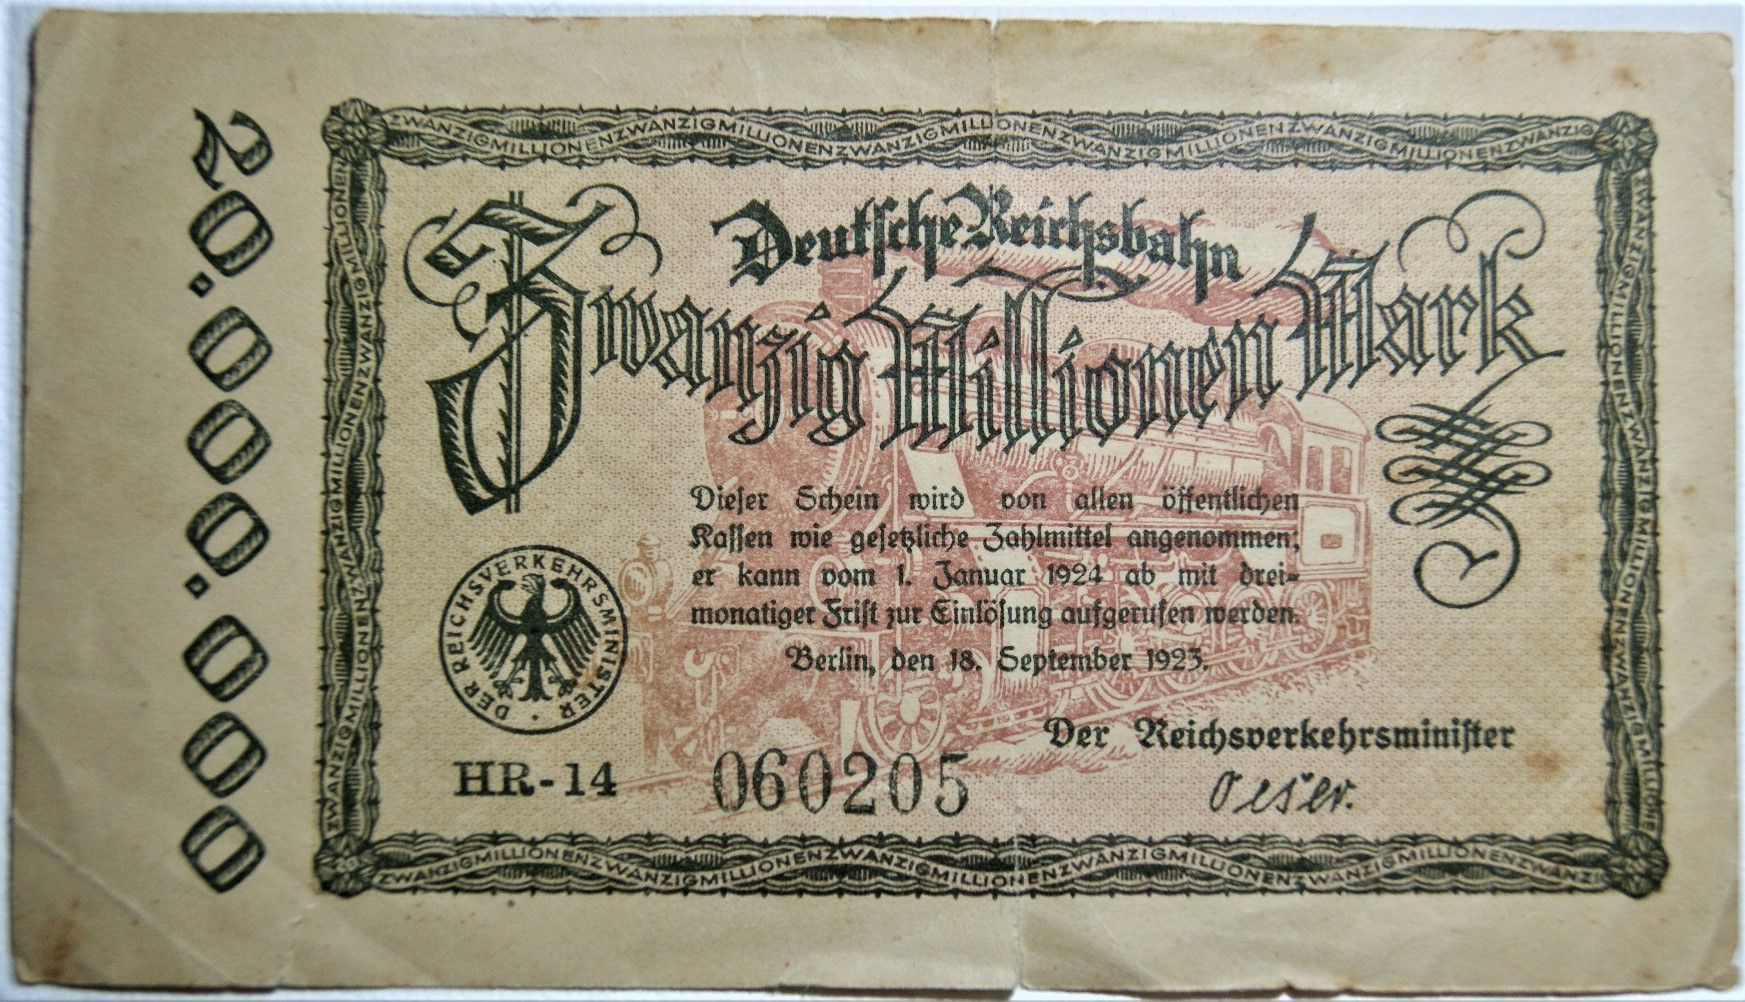 20.000.000
ZWANZIGMILLIONENZWANZIGMILLIONENZWANZIGMILLIONENZWANZIGMILLIONENZWANZIG
Deutsche Reichsbahn
Zwanzig Millionen Mark
Dieser Schein wird von allen öffentlichen
Kassen wie gesetzliche Zahlmittel angenommen;
er kann vom 1. Januar 1924 ab mit drei-
monatiger Frist zur Einlösung aufgerufen werden.
Berlin, den 18. September 1923.
DER REICHSVERKEHRSMINISTER
Der Reichsverkehrsminister
Oeser.
HR-14 060205
ZWANZIGMILLIONENZWANZIGMILLIONENZWANZIGMILLIONENZWANZIGMILLIONENZWANZI